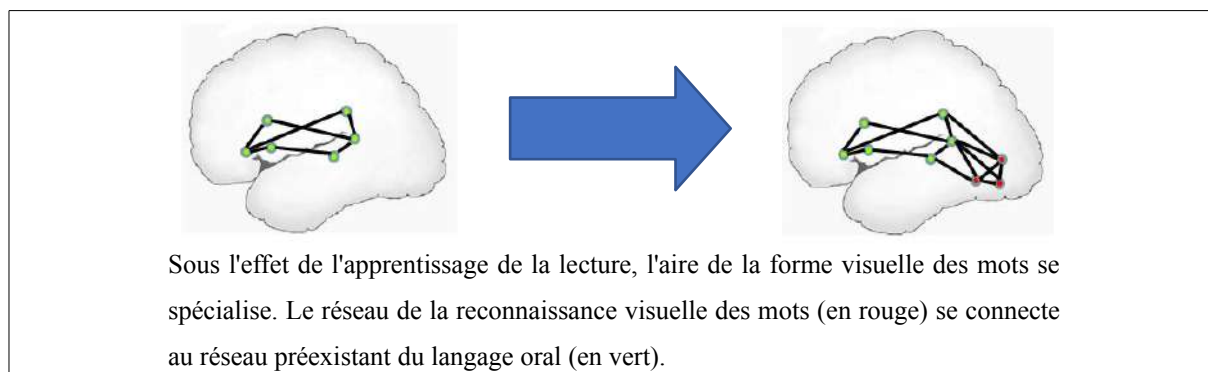 Sous l'effet de l'apprentissage de la lecture, l'aire de la forme visuelle des mots se
spécialise. Le réseau de la reconnaissance visuelle des mots (en rouge) se connecte
au réseau préexistant du langage oral (en vert).